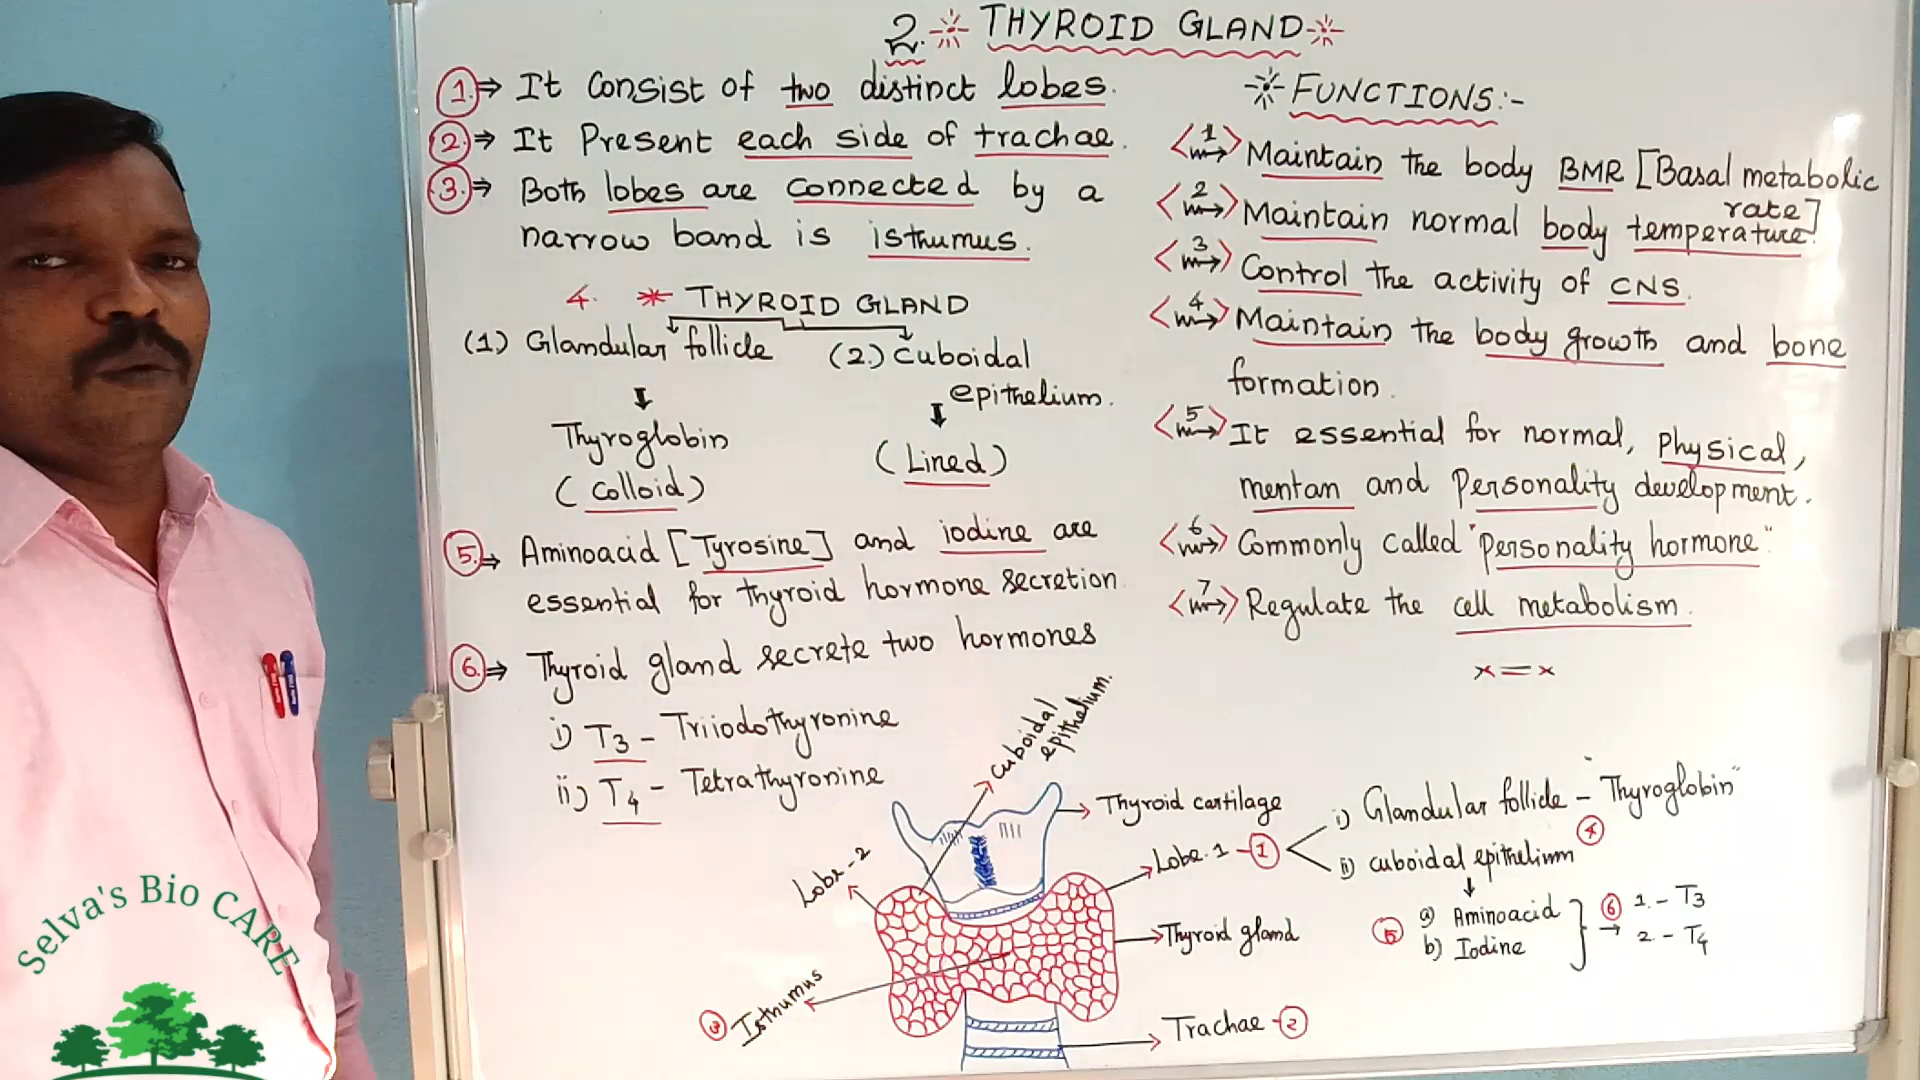 2. THYROID GLAND
1. ⇒ It Consist of two distinct lobes.
2. ⇒ It Present each side of trachae.
3. ⇒ Both lobes are connected by a
narrow band is isthumus.
4. * THYROID GLAND
(1) Glandular follicle
(2.) Cuboidal
epithelium.
Thyroglobin
(Colloid)
(Lined)
5. ⇒ Aminoacid [Tyrosine] and iodine are
essential for thyroid hormone secretion
6. ⇒ Thyroid gland secrete two hormones
i) T3 - Triiodothyronine
ii) T4 - Tetrathyronine
FUNCTIONS:-
1 Maintain the body BMR [Basal metabolic
rate]
2 Maintain normal body temperature.
3 Control the activity of CNS.
4 Maintain the body growth and bone
formation.
5 It essential for normal, Physical,
mentan and Personality development.
6 Commonly called "Personality hormone"
7 Regulate the cell metabolism.
x = x
cuboidal
epithelium.
Thyroid cartilage
Lobe-2
Lobe.1 - 1
i) Glandular follicle - "Thyroglobin"
4
ii) cuboidal epithelium
Thyroid gland
5 a) Aminoacid
b) Iodine
6 → 1. - T3
2 - T4
3 Isthumus
Trachae - 2
Selva's Bio CARE